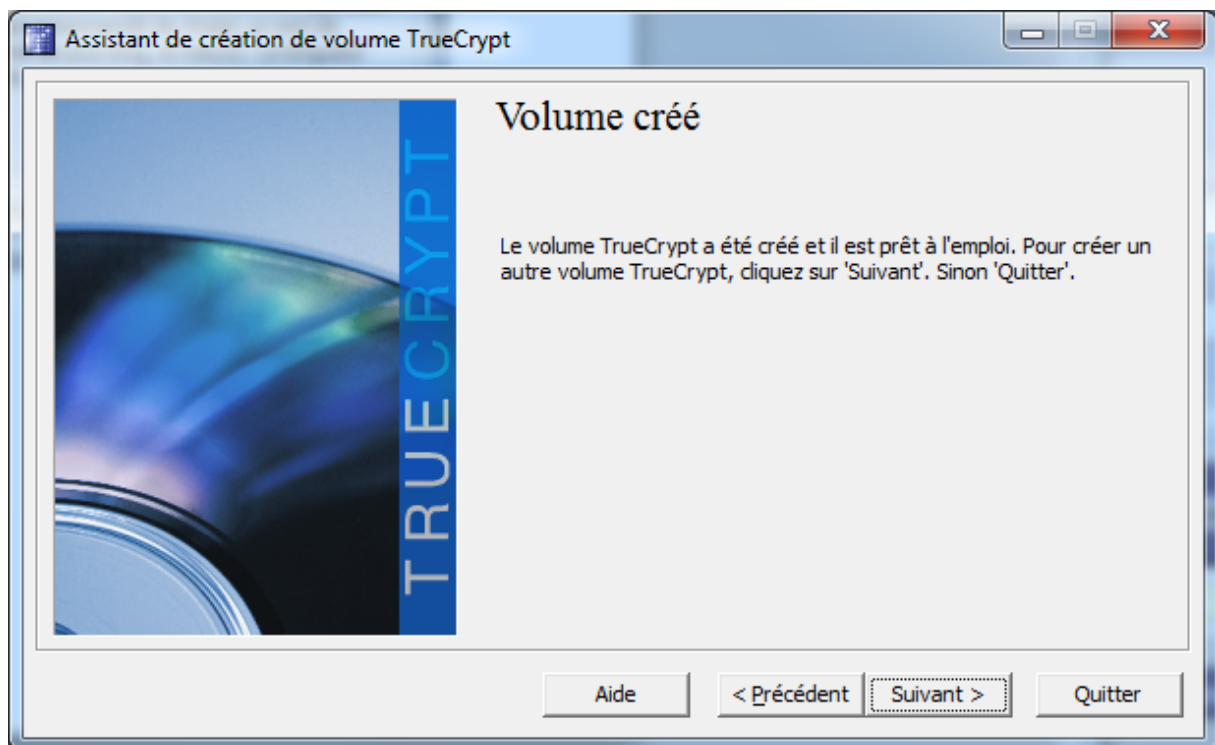 Assistant de création de volume TrueCrypt
TRUECRYPT
Volume créé
Le volume TrueCrypt a été créé et il est prêt à l'emploi. Pour créer un
autre volume TrueCrypt, cliquez sur 'Suivant'. Sinon 'Quitter'.
Aide < Précédent Suivant > Quitter